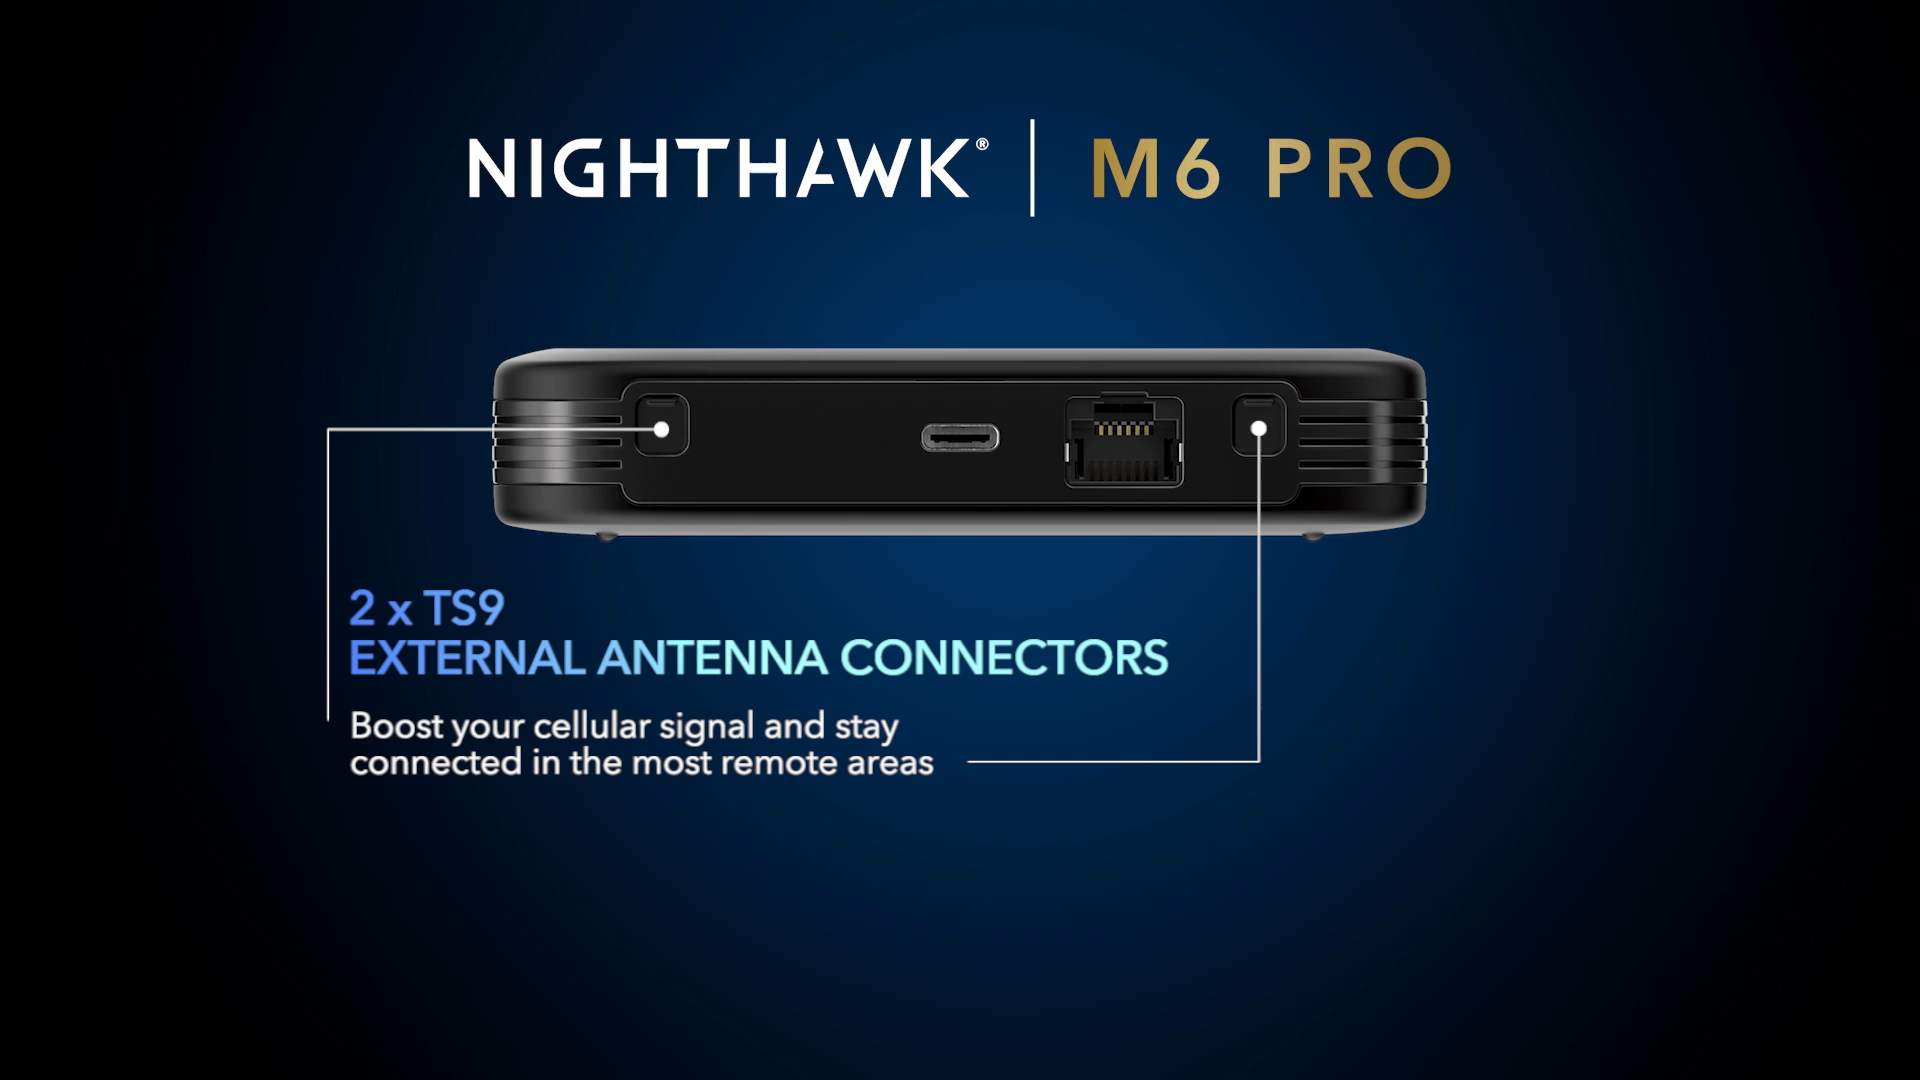 NIGHTHAWK® | M6 PRO
2 x TS9
EXTERNAL ANTENNA CONNECTORS
Boost your cellular signal and stay
connected in the most remote areas